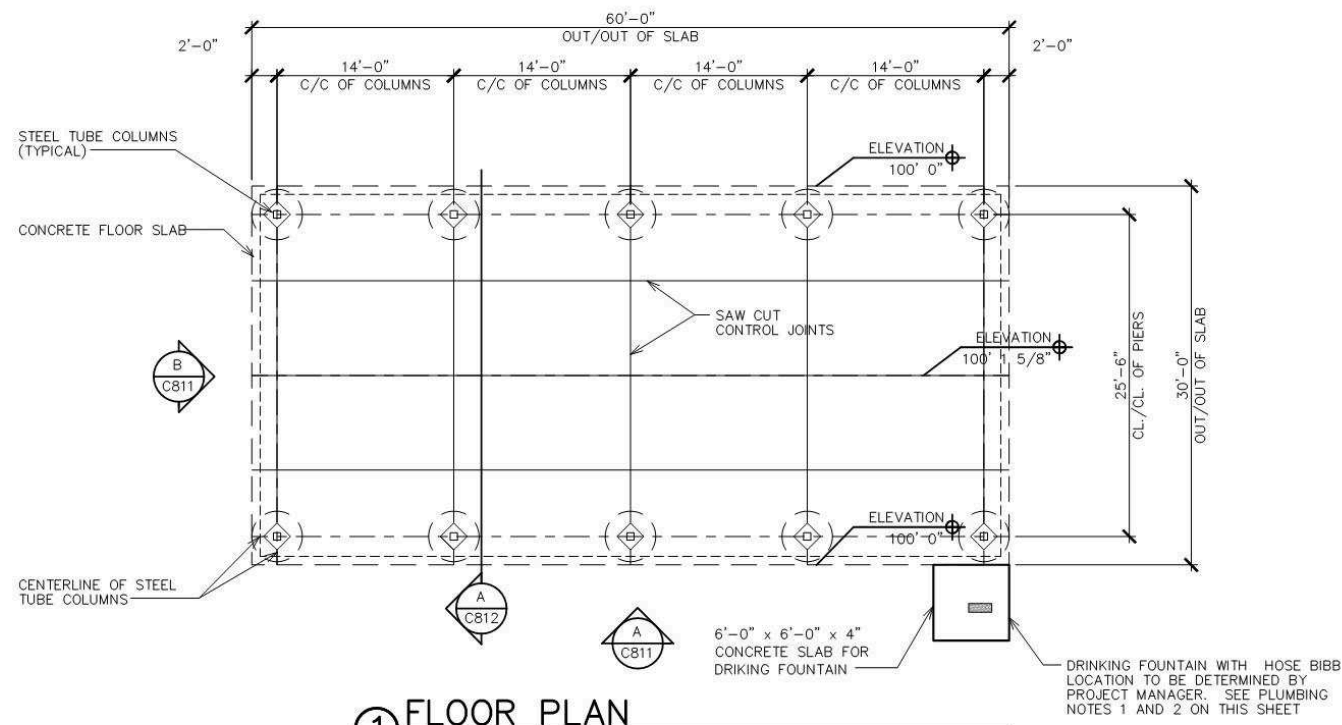 60'-0"
OUT/OUT OF SLAB
2'-0"
2'-0"
14'-0"
C/C OF COLUMNS
14'-0"
C/C OF COLUMNS
14'-0"
C/C OF COLUMNS
14'-0"
C/C OF COLUMNS
STEEL TUBE COLUMNS
(TYPICAL)
ELEVATION
100' 0"
CONCRETE FLOOR SLAB
SAW CUT
CONTROL JOINTS
ELEVATION
100' 1 5/8"
25'-6"
CL./CL. OF PIERS
30'-0"
OUT/OUT OF SLAB
B
C811
ELEVATION
100' 0"
CENTERLINE OF STEEL
TUBE COLUMNS
A
C812
A
C811
6'-0" x 6'-0" x 4"
CONCRETE SLAB FOR
DRIKING FOUNTAIN
DRINKING FOUNTAIN WITH HOSE BIBB
LOCATION TO BE DETERMINED BY
PROJECT MANAGER. SEE PLUMBING
NOTES 1 AND 2 ON THIS SHEET
1 FLOOR PLAN